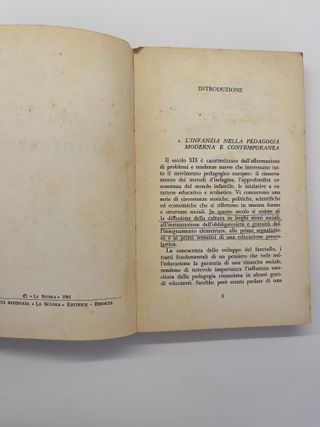 © « La Scuola » 1961
« La Scuola » Editrice - Brescia
INTRODUZIONE
1. L'INFANZIA NELLA PEDAGOGIA
MODERNA E CONTEMPORANEA
Il secolo XIX è caratterizzato dall'affermazione
di problemi e tendenze nuove che interessano tut-
to il movimento pedagogico europeo: il rinnova-
mento dei metodi d'indagine, l'approfondita co-
noscenza del mondo infantile, le iniziative a ca-
rattere educativo e sociale. Concorrono ad esse
una serie di circostanze storiche, politiche, scientifiche
ed economiche che si riflettono in mutate forme
e strutture sociali. In questo secolo si assiste al-
la diffusione della cultura in larghi strati sociali,
all'instaurazione dell'obbligatorietà e gratuità del-
l'insegnamento elementare, alle prime segnalazio-
ni e ai primi tentativi di una educazione presco-
lastica.
La conoscenza dello sviluppo del fanciullo, i
tratti fondamentali di un pensiero che vede nel-
l'educazione la garanzia di una rinascita sociale,
rendono di notevole importanza l'influenza eser-
citata dalla pedagogia rousseiana in alcuni gran-
di educatori. Sarebbe però errato parlare di una
5